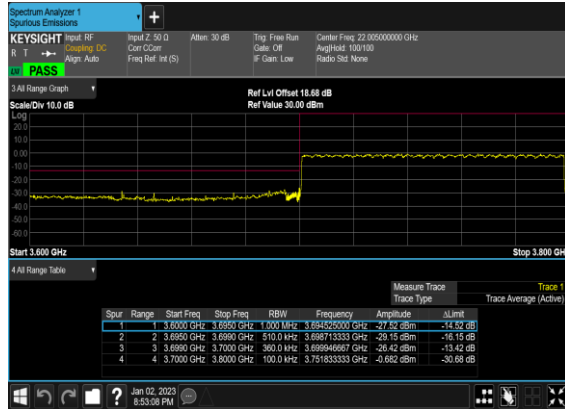 Spectrum Analyzer 1
Spurious Emissions
+
KEYSIGHT Input: RF Input Z: 50 Ω Atten: 30 dB Trig: Free Run Center Freq: 22.005000000 GHz
R T Coupling: DC Corr CCorr Gate: Off Avg|Hold: 100/100
Align: Auto Freq Ref: Int (S) IF Gain: Low Radio Std: None
PASS
3 All Range Graph Ref Lvl Offset 18.68 dB
Scale/Div 10.0 dB Ref Value 30.00 dBm
Log
20.0
10.0
0.00
-10.0
-20.0
-30.0
-40.0
-50.0
-60.0
Start 3.600 GHz Stop 3.800 GH
4 All Range Table
Measure Trace Trace 1
Trace Type Trace Average (Active)
Spur Range Start Freq Stop Freq RBW Frequency Amplitude ΔLimit
1 1 3.6000 GHz 3.6950 GHz 1.000 MHz 3.694525000 GHz -27.52 dBm -14.52 dB
2 2 3.6950 GHz 3.6990 GHz 510.0 kHz 3.698713333 GHz -29.15 dBm -16.15 dB
3 3 3.6990 GHz 3.7000 GHz 360.0 kHz 3.699946667 GHz -26.42 dBm -13.42 dB
4 4 3.7000 GHz 3.8000 GHz 100.0 kHz 3.751833333 GHz -0.682 dBm -30.68 dB
?
Jan 02, 2023
8:53:08 PM